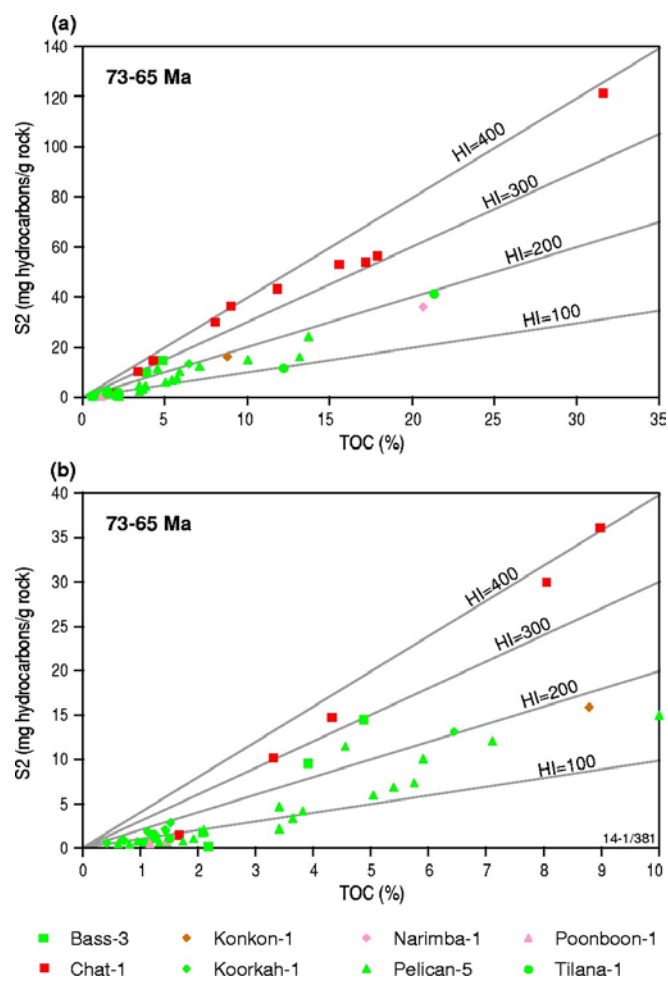 (a)
140
120
100
80
60
40
20
0
73-65 Ma
HI=400
HI=300
HI=200
HI=100
S2 (mg hydrocarbons/g rock)
0 5 10 15 20 25 30 35
TOC (%)
(b)
40
35
30
25
20
15
10
5
0
73-65 Ma
HI=400
HI=300
HI=200
HI=100
S2 (mg hydrocarbons/g rock)
14-1/381
0 1 2 3 4 5 6 7 8 9 10
TOC (%)
Bass-3 Konkon-1 Narimba-1 Poonboon-1
Chat-1 Koorkah-1 Pelican-5 Tilana-1